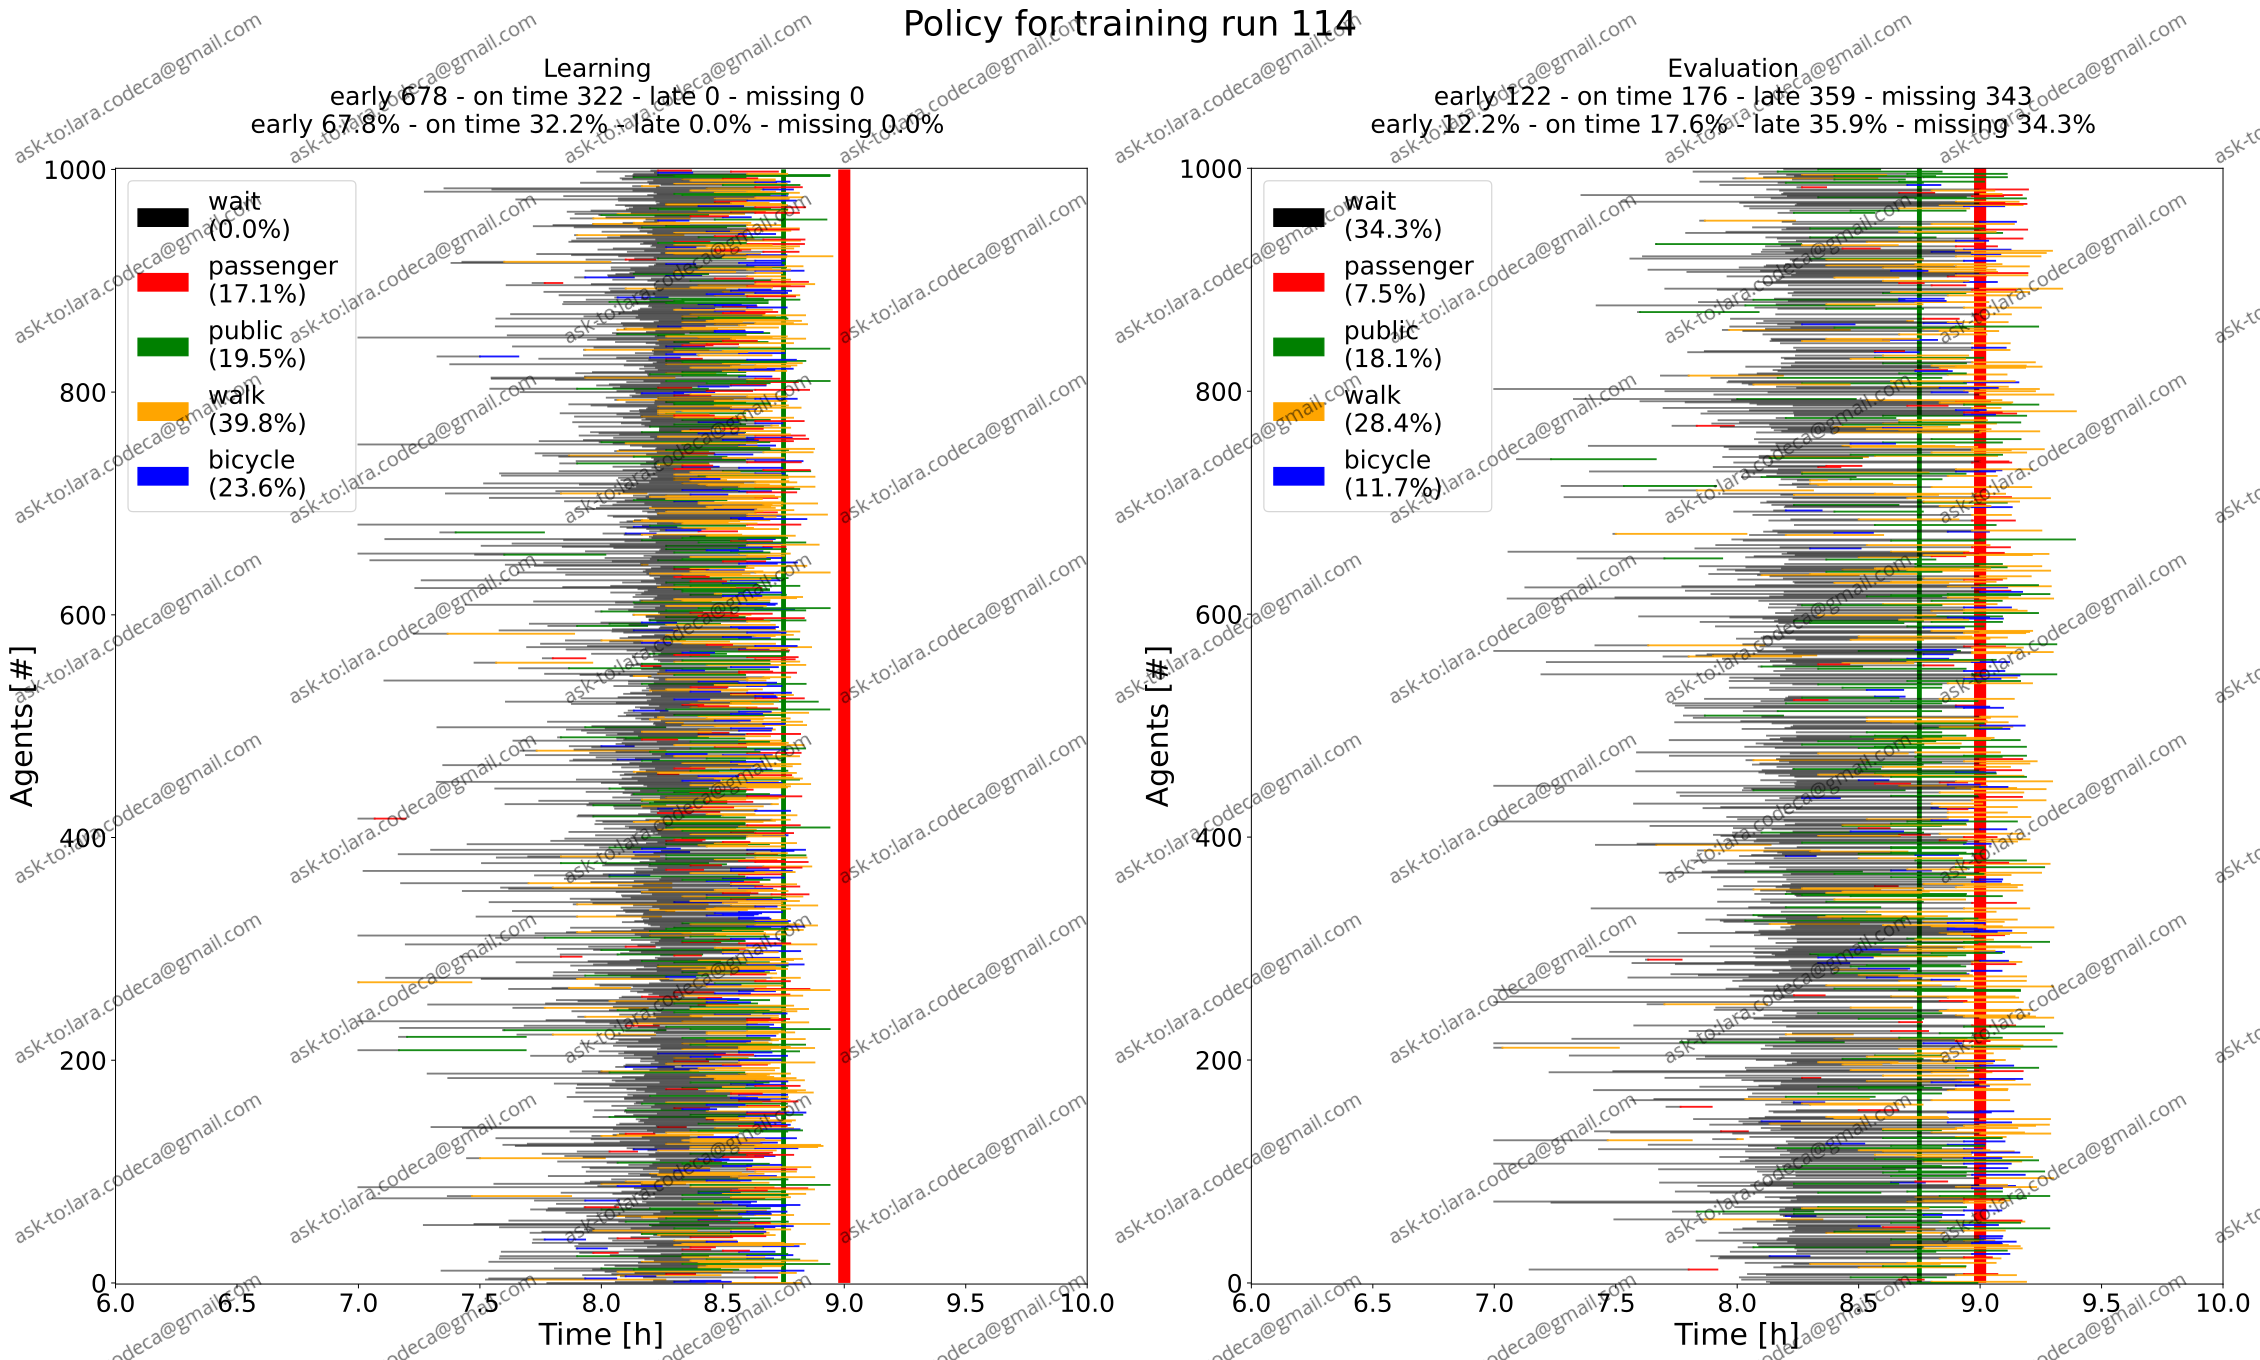 Policy for training run 114
Learning
early 678 - on time 322 - late 0 - missing 0
early 67.8% - on time 32.2% - late 0.0% - missing 0.0%
1000
800
600
400
200
0
Agents [#]
wait
(0.0%)
passenger
(17.1%)
public
(19.5%)
walk
(39.8%)
bicycle
(23.6%)
6.0 6.5 7.0 7.5 8.0 8.5 9.0 9.5 10.0
Time [h]
Evaluation
early 122 - on time 176 - late 359 - missing 343
early 12.2% - on time 17.6% - late 35.9% - missing 34.3%
1000
800
600
400
200
0
Agents [#]
wait
(34.3%)
passenger
(7.5%)
public
(18.1%)
walk
(28.4%)
bicycle
(11.7%)
6.0 6.5 7.0 7.5 8.0 8.5 9.0 9.5 10.0
Time [h]
ask-to:lara.codeca@gmail.com